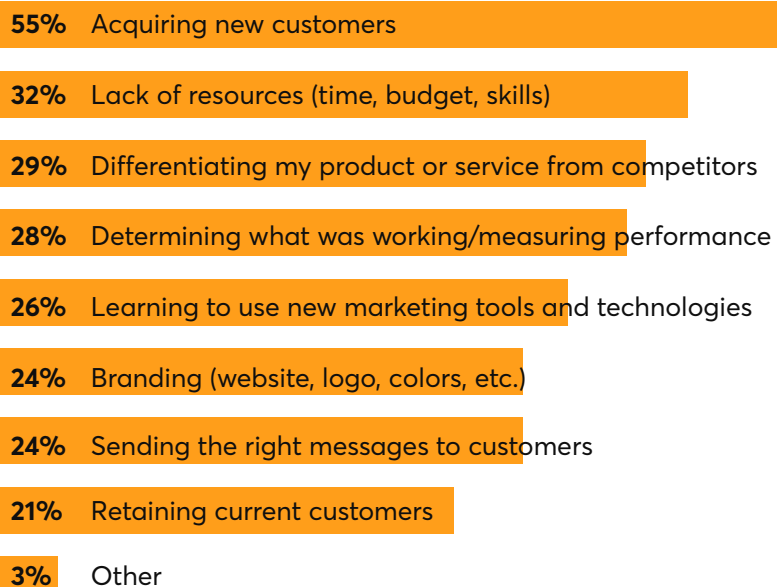 55% Acquiring new customers
32% Lack of resources (time, budget, skills)
29% Differentiating my product or service from competitors
28% Determining what was working/measuring performance
26% Learning to use new marketing tools and technologies
24% Branding (website, logo, colors, etc.)
24% Sending the right messages to customers
21% Retaining current customers
3% Other